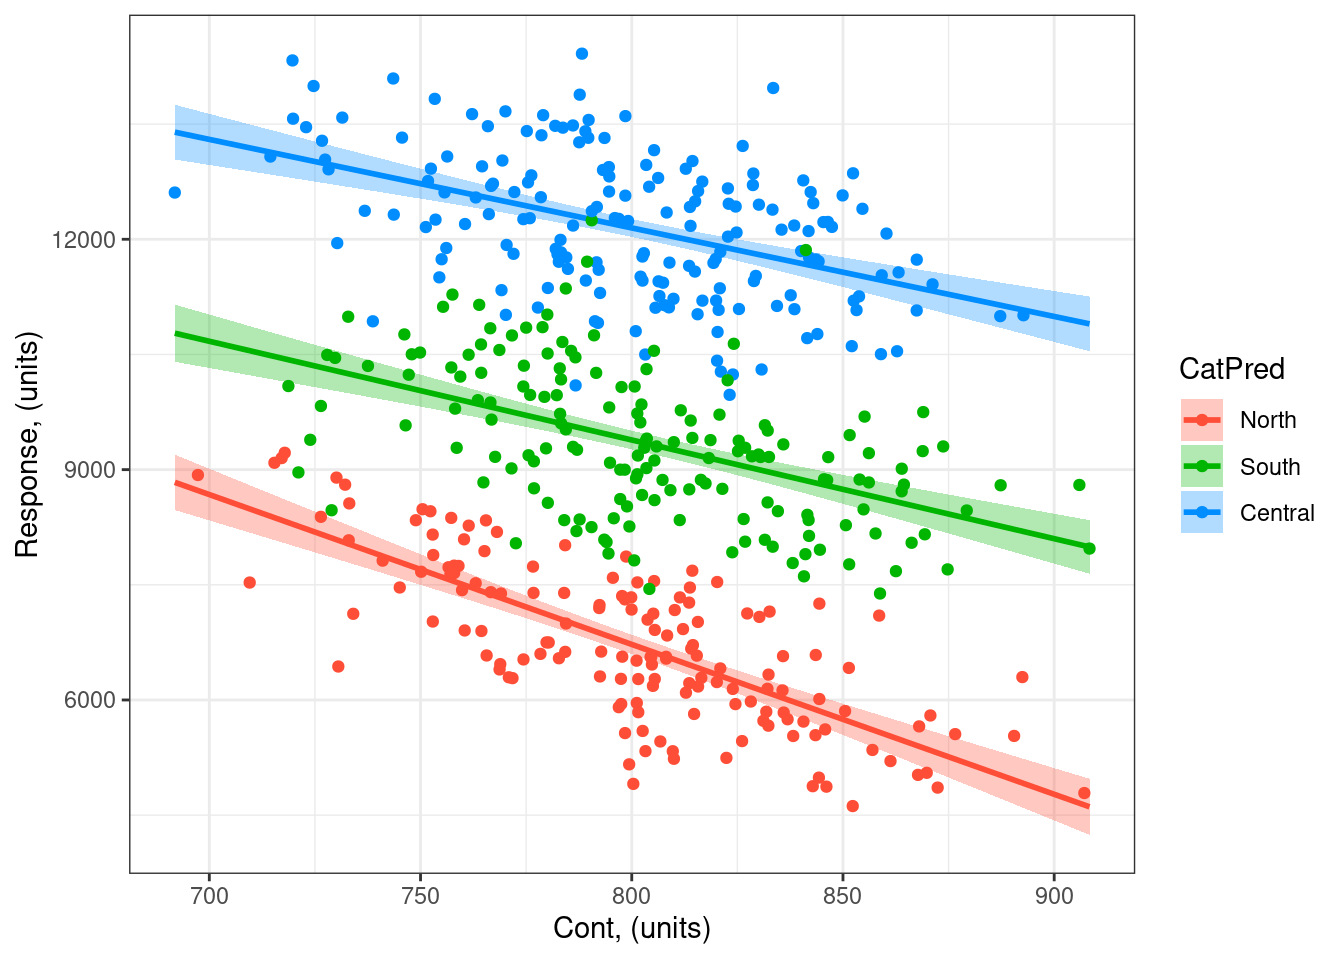 12000
9000
6000
Response, (units)
700
750
800
850
900
Cont, (units)
CatPred
North
South
Central